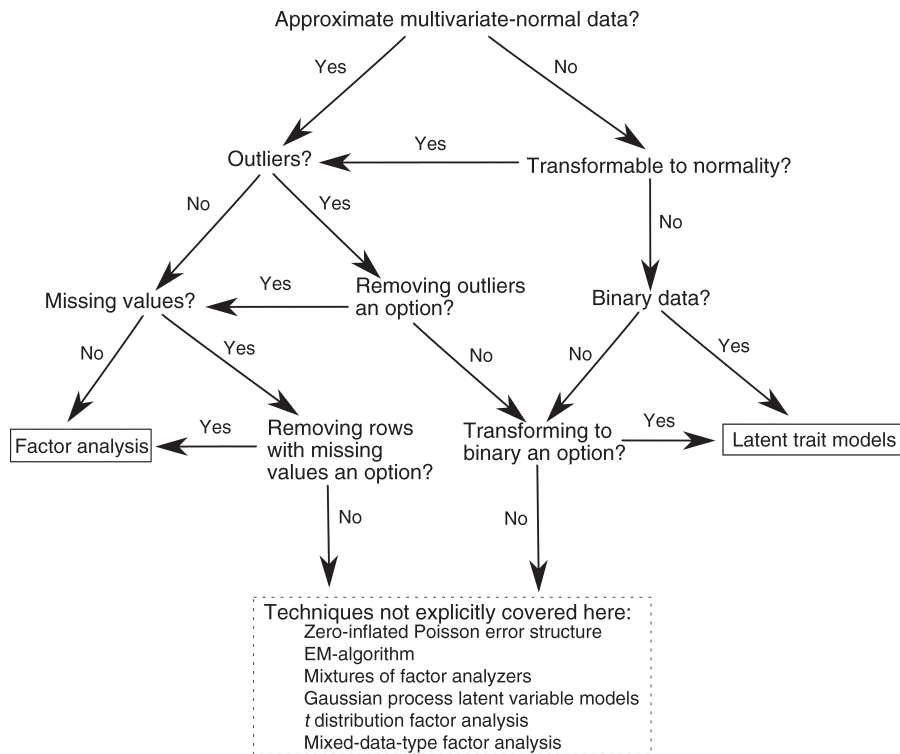 Approximate multivariate-normal data?
Yes
No
Outliers?
Yes
Transformable to normality?
No
Yes
No
Missing values?
Yes
Removing outliers
an option?
Binary data?
No
Yes
No
No
Yes
Factor analysis
Yes
Removing rows
with missing
values an option?
Transforming to
binary an option?
Yes
Latent trait models
No
No
Techniques not explicitly covered here:
Zero-inflated Poisson error structure
EM-algorithm
Mixtures of factor analyzers
Gaussian process latent variable models
t distribution factor analysis
Mixed-data-type factor analysis